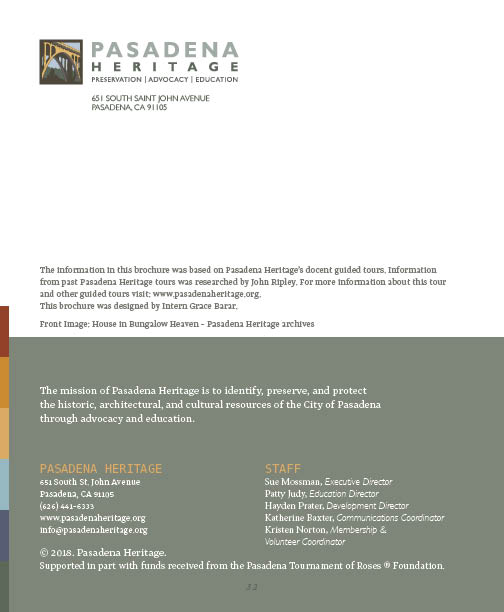 PASADENA
HERITAGE
PRESERVATION | ADVOCACY | EDUCATION
651 SOUTH SAINT JOHN AVENUE
PASADENA, CA 91105
The information in this brochure was based on Pasadena Heritage's docent guided tours. Information
from past Pasadena Heritage tours was researched by John Ripley. For more information about this tour
and other guided tours visit: www.pasadenaheritage.org.
This brochure was designed by Intern Grace Barar.
Front Image: House in Bungalow Heaven - Pasadena Heritage archives
The mission of Pasadena Heritage is to identify, preserve, and protect
the historic, architectural, and cultural resources of the City of Pasadena
through advocacy and education.
PASADENA HERITAGE
651 South St. John Avenue
Pasadena, CA 91105
(626) 441-6333
www.pasadenaheritage.org
info@pasadenaheritage.org
STAFF
Sue Mossman, Executive Director
Patty Judy, Education Director
Hayden Prater, Development Director
Katherine Baxter, Communications Coordinator
Kristen Norton, Membership &
Volunteer Coordinator
© 2018. Pasadena Heritage.
Supported in part with funds received from the Pasadena Tournament of Roses ® Foundation.
32